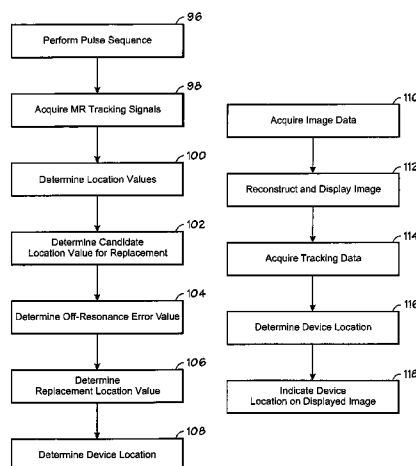 96
Perform Pulse Sequence
98
Acquire MR Tracking Signals
100
Determine Location Values
102
Determine Candidate
Location Value for Replacement
104
Determine Off-Resonance Error Value
106
Determine
Replacement Location Value
108
Determine Device Location
110
Acquire Image Data
112
Reconstruct and Display Image
114
Acquire Tracking Data
116
Determine Device Location
118
Indicate Device
Location on Displayed Image